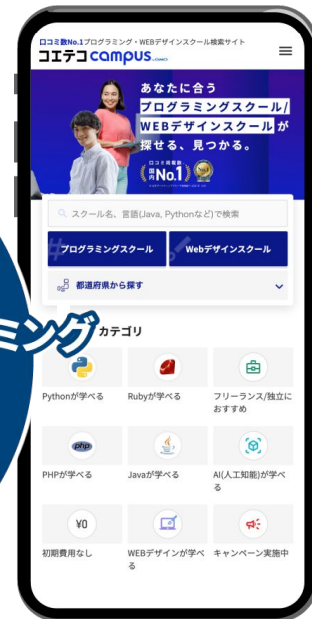 口コミ数No.1プログラミング・WEBデザインスクール検索サイト
コエテコcampus
あなたに合う
プログラミングスクール/
WEBデザインスクールが
探せる、見つかる。
口コミ掲載数
国内No.1
スクール名、言語(Java, Pythonなど)で検索
プログラミングスクール
Webデザインスクール
都道府県から探す
ミング
カテゴリ
Pythonが学べる
Rubyが学べる
フリーランス/独立に
おすすめ
php
PHPが学べる
Javaが学べる
AI(人工知能)が学べ
る
¥0
初期費用なし
WEBデザインが学べ
る
キャンペーン実施中